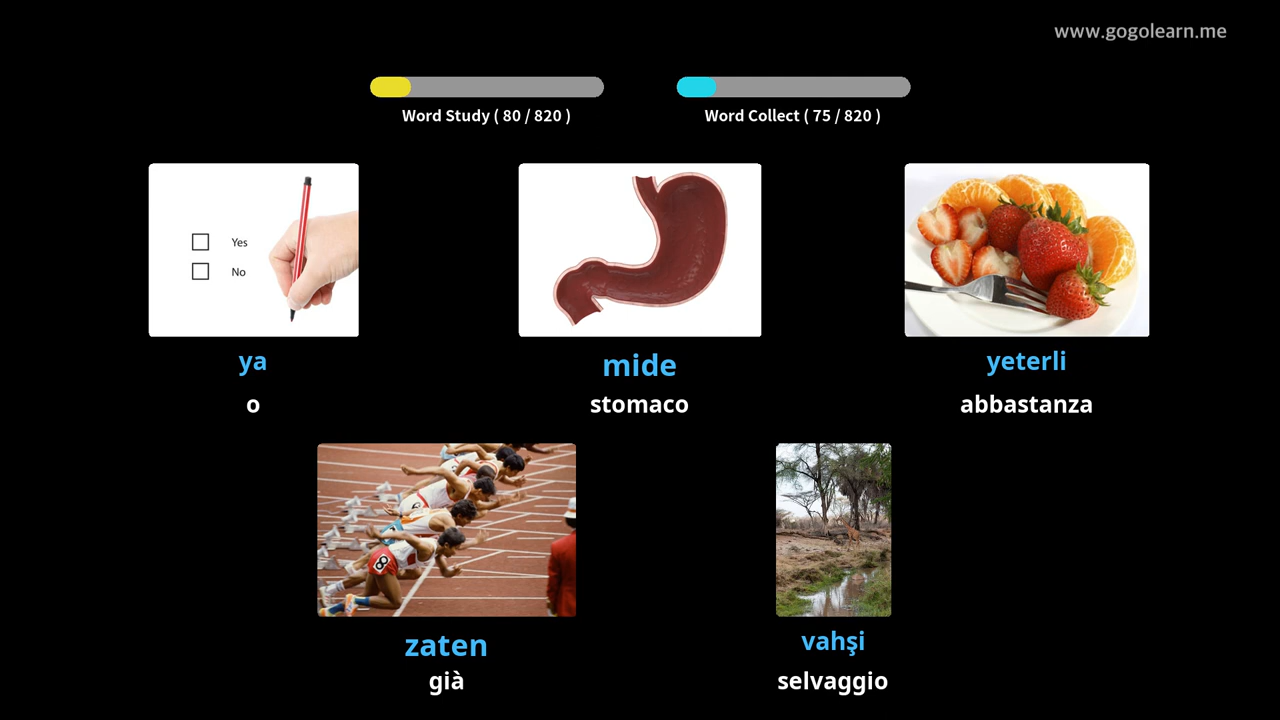 www.gogolearn.me
Word Study ( 80 / 820 )
Word Collect ( 75 / 820 )
Yes
No
ya
o
mide
stomaco
yeterli
abbastanza
8
zaten
già
vahşi
selvaggio